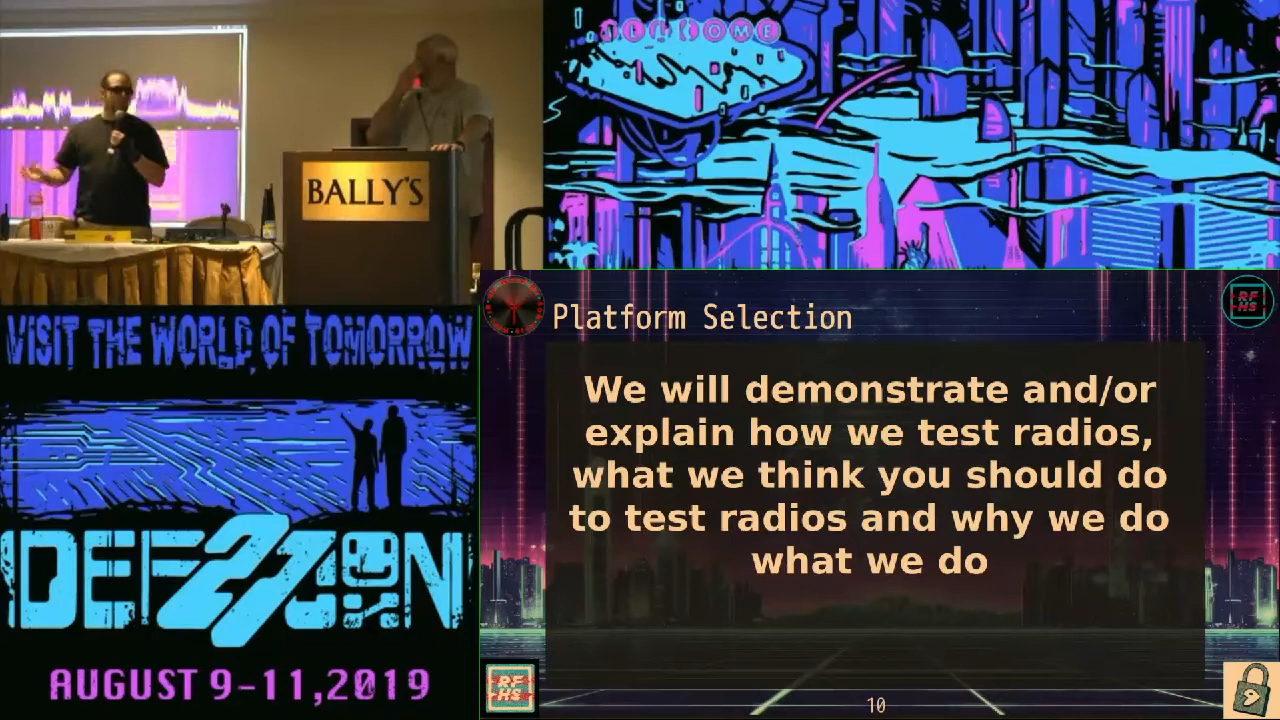 WELCOME
BALLY'S
VISIT THE WORLD OF TOMORROW
DEF 27 CON
AUGUST 9-11,2019
Platform Selection
RF
HS
We will demonstrate and/or
explain how we test radios,
what we think you should do
to test radios and why we do
what we do
RF
HS
10